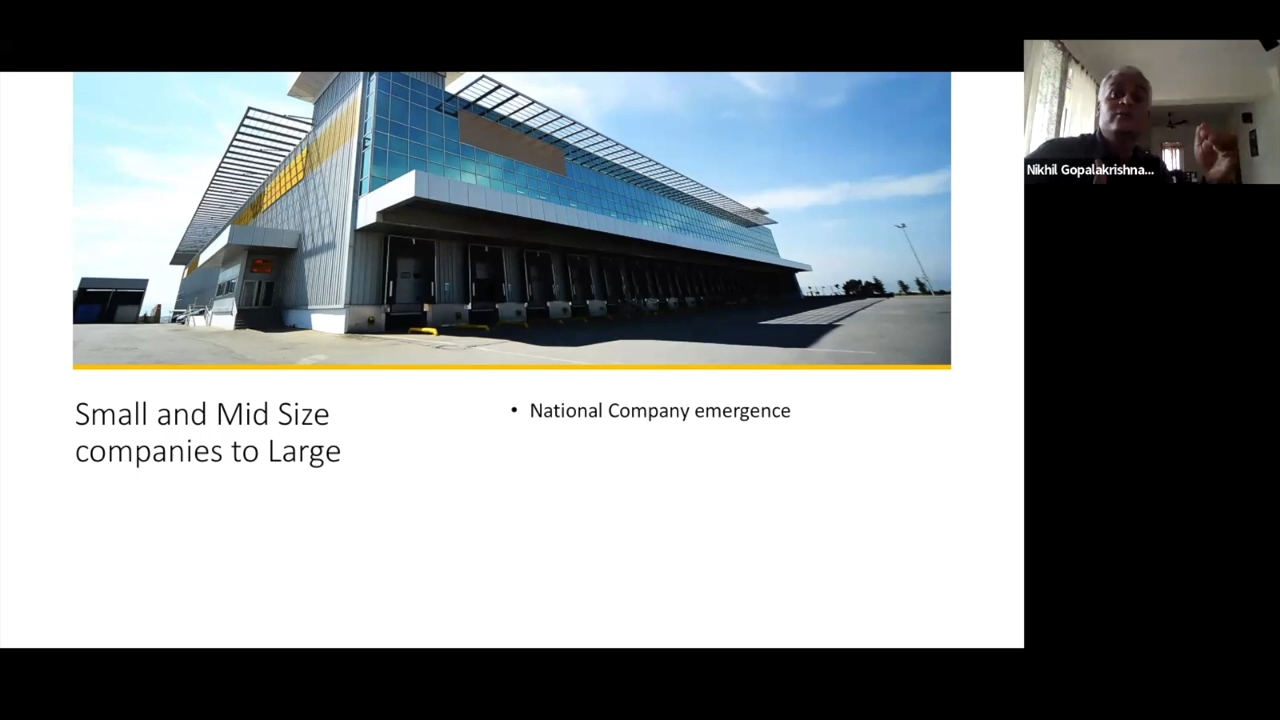 Nikhil Gopalakrishna...
Small and Mid Size
companies to Large
• National Company emergence